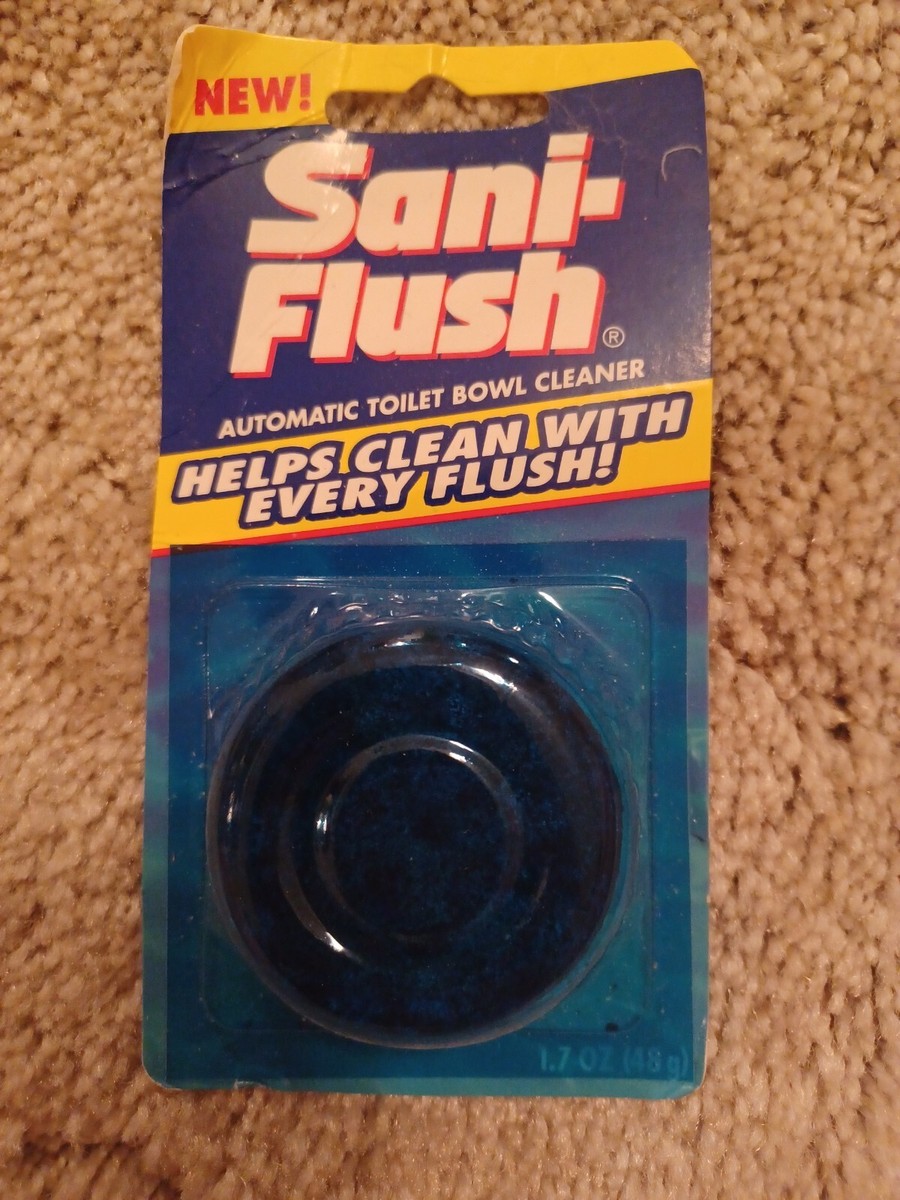 NEW!
Sani-
Flush®
AUTOMATIC TOILET BOWL CLEANER
HELPS CLEAN WITH
EVERY FLUSH!
1.7 OZ (48 g)